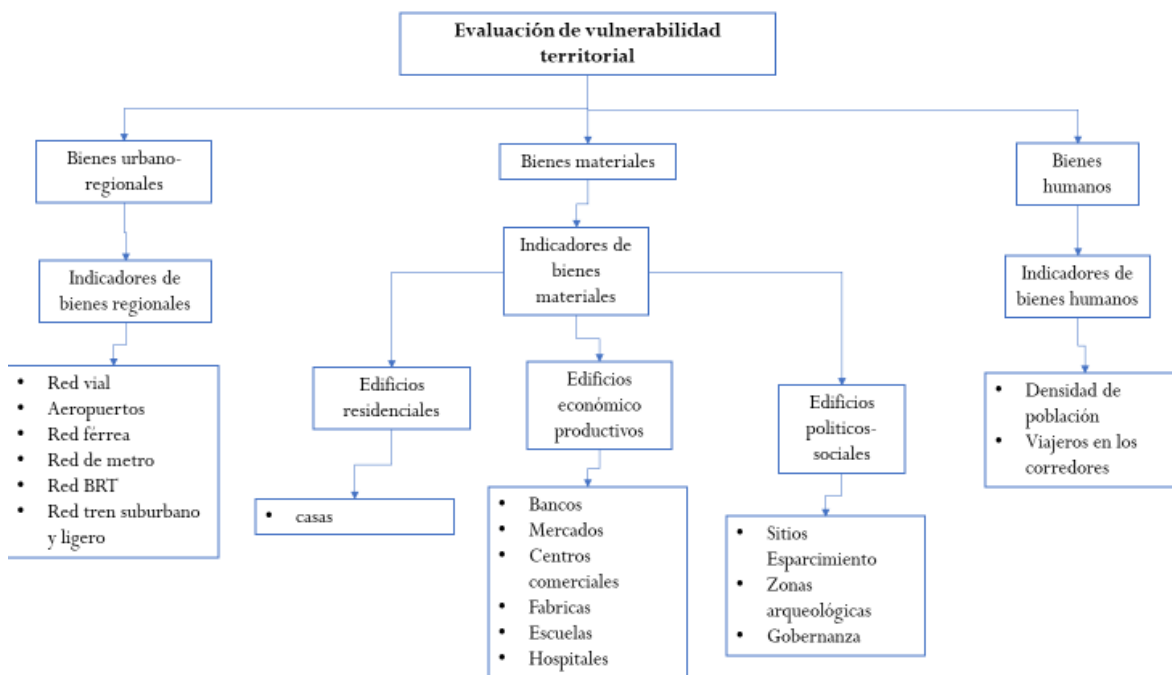 Evaluación de vulnerabilidad
territorial
Bienes urbano-
regionales
Bienes materiales
Bienes
humanos
Indicadores de
bienes regionales
Indicadores de
bienes
materiales
Indicadores de
bienes humanos
• Red vial
• Aeropuertos
• Red férrea
• Red de metro
• Red BRT
• Red tren suburbano
y ligero
Edificios
residenciales
• casas
Edificios
económico
productivos
• Bancos
• Mercados
• Centros
comerciales
• Fabricas
• Escuelas
• Hospitales
Edificios
politicos-
sociales
• Sitios
Esparcimiento
• Zonas
arqueológicas
• Gobernanza
• Densidad de
población
• Viajeros en los
corredores